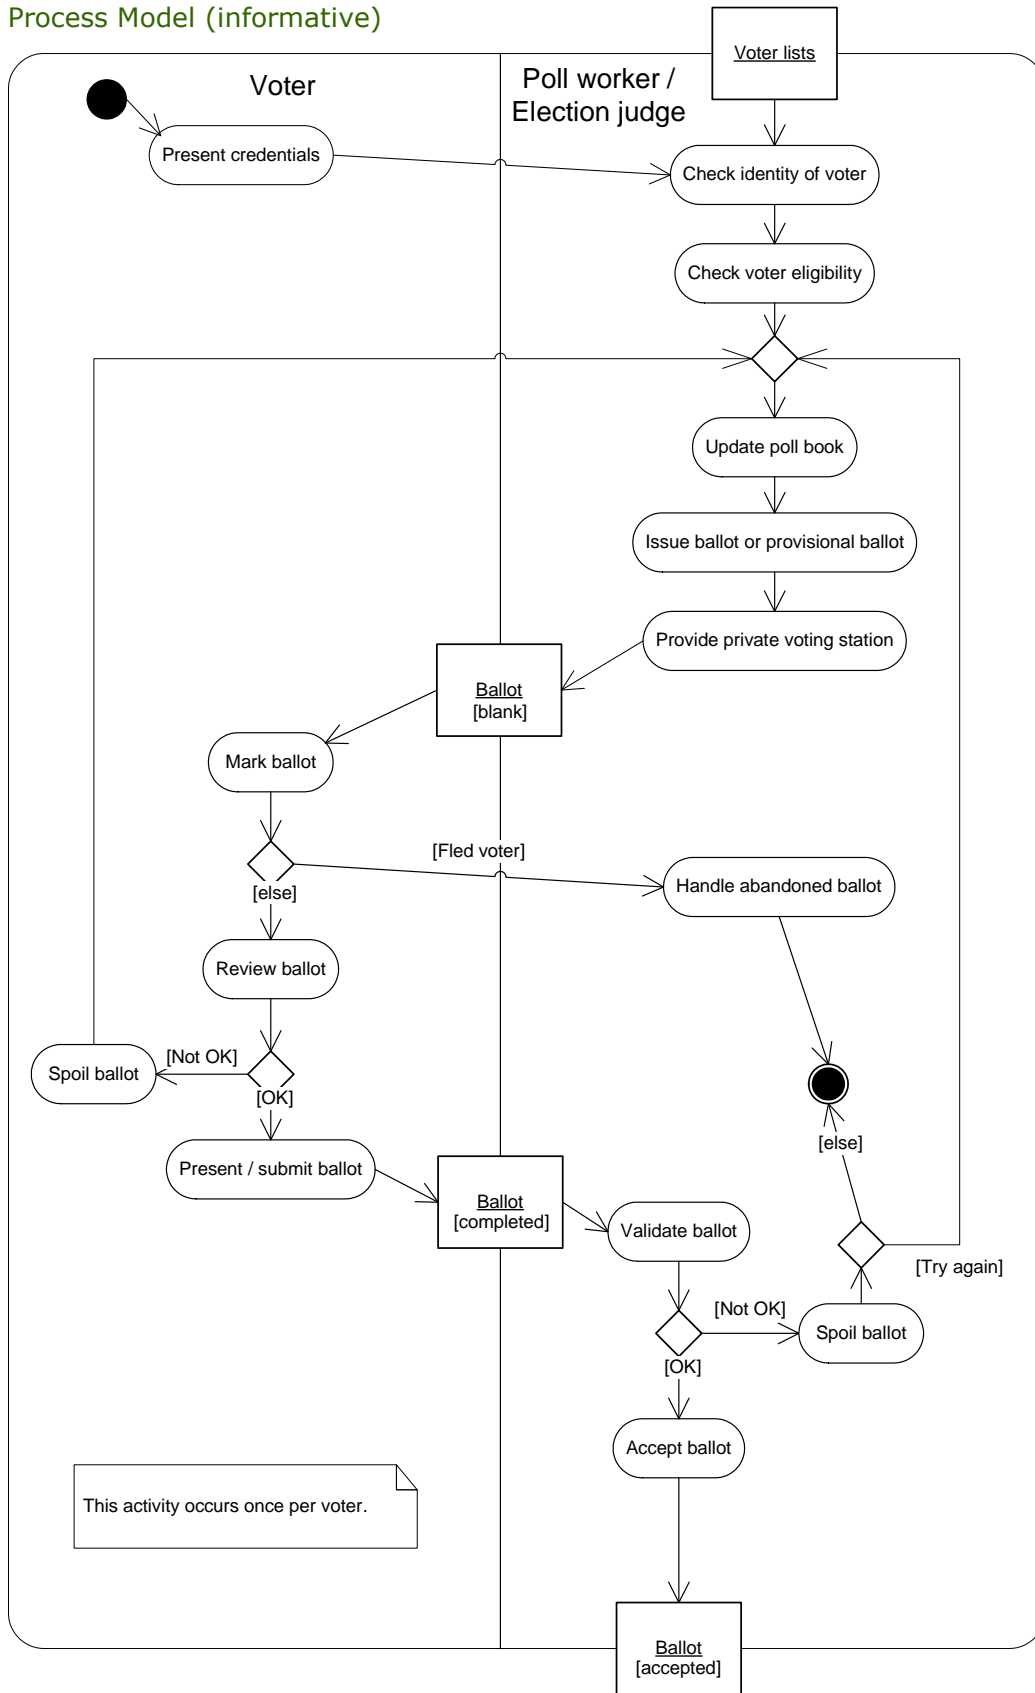 Process Model (informative)
Voter
Poll worker /
Election judge
Voter lists
Present credentials
Check identity of voter
Check voter eligibility
Update poll book
Issue ballot or provisional ballot
Provide private voting station
Ballot
[blank]
Mark ballot
[Fled voter]
[else]
Handle abandoned ballot
Review ballot
[Not OK]
Spoil ballot
[OK]
Present / submit ballot
Ballot
[completed]
Validate ballot
[else]
[Try again]
[Not OK]
Spoil ballot
[OK]
Accept ballot
This activity occurs once per voter.
Ballot
[accepted]